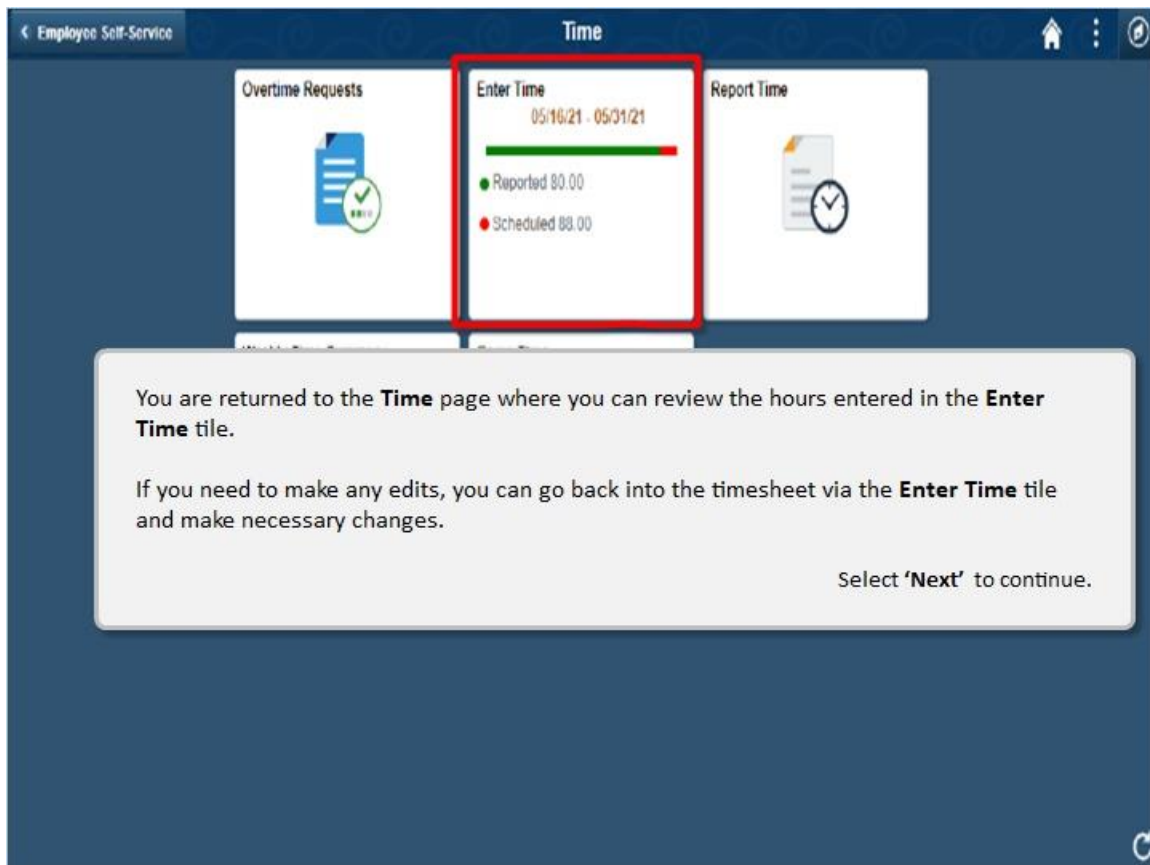 Employee Self-Service
Time
Overtime Requests
Enter Time
05/16/21 - 05/31/21
Reported 80.00
Scheduled 88.00
Report Time
You are returned to the Time page where you can review the hours entered in the Enter
Time tile.
If you need to make any edits, you can go back into the timesheet via the Enter Time tile
and make necessary changes.
Select ‘Next’ to continue.